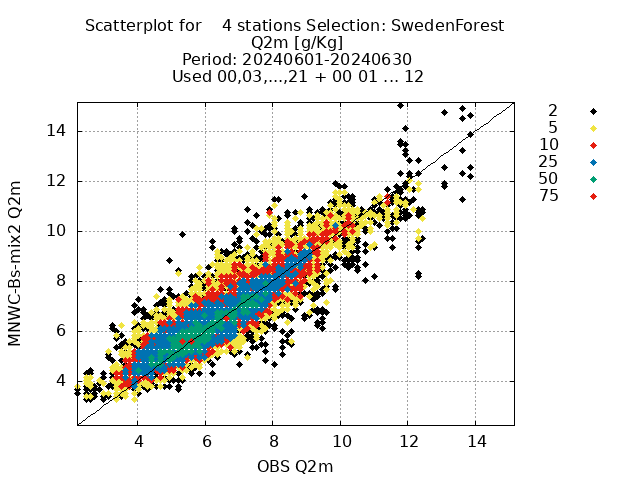 Scatterplot for    4 stations Selection: SwedenForest
Q2m [g/Kg]
Period: 20240601-20240630
Used 00,03,...,21 + 00 01 ... 12
2
5
10
25
50
75
14
12
10
8
6
4
MNWC-Bs-mix2 Q2m
4 6 8 10 12 14
OBS Q2m